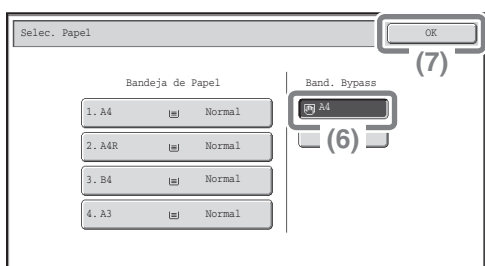 Selec. Papel
OK
(7)
Bandeja de Papel
Band. Bypass
1. A4 Normal
A4
2. A4R Normal
(6)
3. B4 Normal
4. A3 Normal